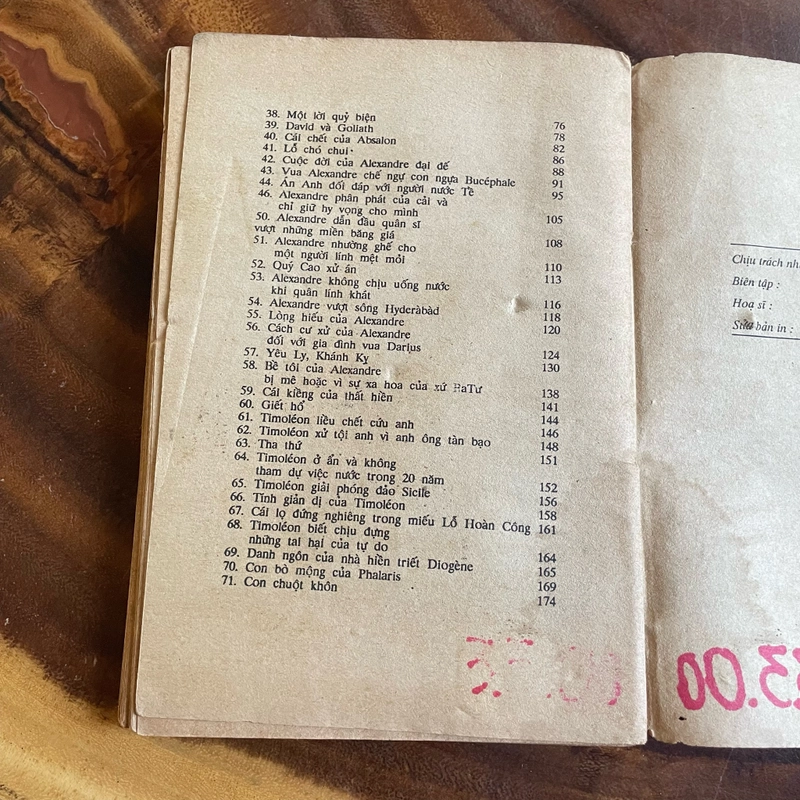 38. Một lời quỷ biện 76
39. David và Goliath 78
40. Cái chết của Absalon 82
41. Lỗ chó chui 86
42. Cuộc đời của Alexandre đại đế 88
43. Vua Alexandre chế ngự con ngựa Bucéphale 91
44. Án Anh đối đáp với người nước Tề 95
46. Alexandre phân phát của cải và
chỉ giữ hy vọng cho mình 105
50. Alexandre dẫn đầu quân sĩ
vượt những miền băng giá 108
51. Alexandre nhường ghế cho
một người lính mệt mỏi 110
52. Quý Cao xử án 113
53. Alexandre không chịu uống nước
khi quân lính khát 116
54. Alexandre vượt sông Hyderàbàd 118
55. Lòng hiếu của Alexandre 120
56. Cách cư xử của Alexandre
đối với gia đình vua Darius 124
57. Yêu Ly, Khánh Kỵ 130
58. Bề tôi của Alexandre
bị mê hoặc vì sự xa hoa của xứ BaTư 138
59. Cái kiềng của thất hiền 141
60. Giết hổ 144
61. Timoléon liều chết cứu anh 146
62. Timoléon xử tội anh vì anh ông tàn bạo 148
63. Tha thứ 151
64. Timoléon ở ẩn và không
tham dự việc nước trong 20 năm 152
65. Timoléon giải phóng đảo Sicile 156
66. Tính giản dị của Timoléon 158
67. Cái lọ đứng nghiêng trong miếu Lỗ Hoàn Công 161
68. Timoléon biết chịu đựng
những tai hại của tự do 164
69. Danh ngôn của nhà hiền triết Diogène 165
70. Con bò mộng của Phalaris 169
71. Con chuột khôn 174
Chịu trách
Biên tập :
Hoạ sĩ :
Sửa bản in :